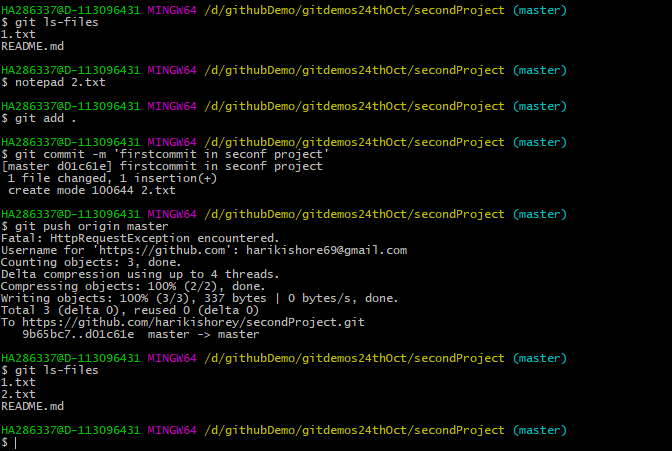 HA286337@D-113096431 MINGW64 /d/githubDemo/gitdemos24thOct/secondProject (master)
$ git ls-files
1.txt
README.md
HA286337@D-113096431 MINGW64 /d/githubDemo/gitdemos24thOct/secondProject (master)
$ notepad 2.txt
HA286337@D-113096431 MINGW64 /d/githubDemo/gitdemos24thOct/secondProject (master)
$ git add .
HA286337@D-113096431 MINGW64 /d/githubDemo/gitdemos24thOct/secondProject (master)
$ git commit -m 'firstcommit in seconf project'
[master d01c61e] firstcommit in seconf project
 1 file changed, 1 insertion(+)
 create mode 100644 2.txt
HA286337@D-113096431 MINGW64 /d/githubDemo/gitdemos24thOct/secondProject (master)
$ git push origin master
Fatal: HttpRequestException encountered.
Username for 'https://github.com': harikishore69@gmail.com
Counting objects: 3, done.
Delta compression using up to 4 threads.
Compressing objects: 100% (2/2), done.
Writing objects: 100% (3/3), 337 bytes | 0 bytes/s, done.
Total 3 (delta 0), reused 0 (delta 0)
To https://github.com/harikishorey/secondProject.git
   9b65bc7..d01c61e  master -> master
HA286337@D-113096431 MINGW64 /d/githubDemo/gitdemos24thOct/secondProject (master)
$ git ls-files
1.txt
2.txt
README.md
HA286337@D-113096431 MINGW64 /d/githubDemo/gitdemos24thOct/secondProject (master)
$